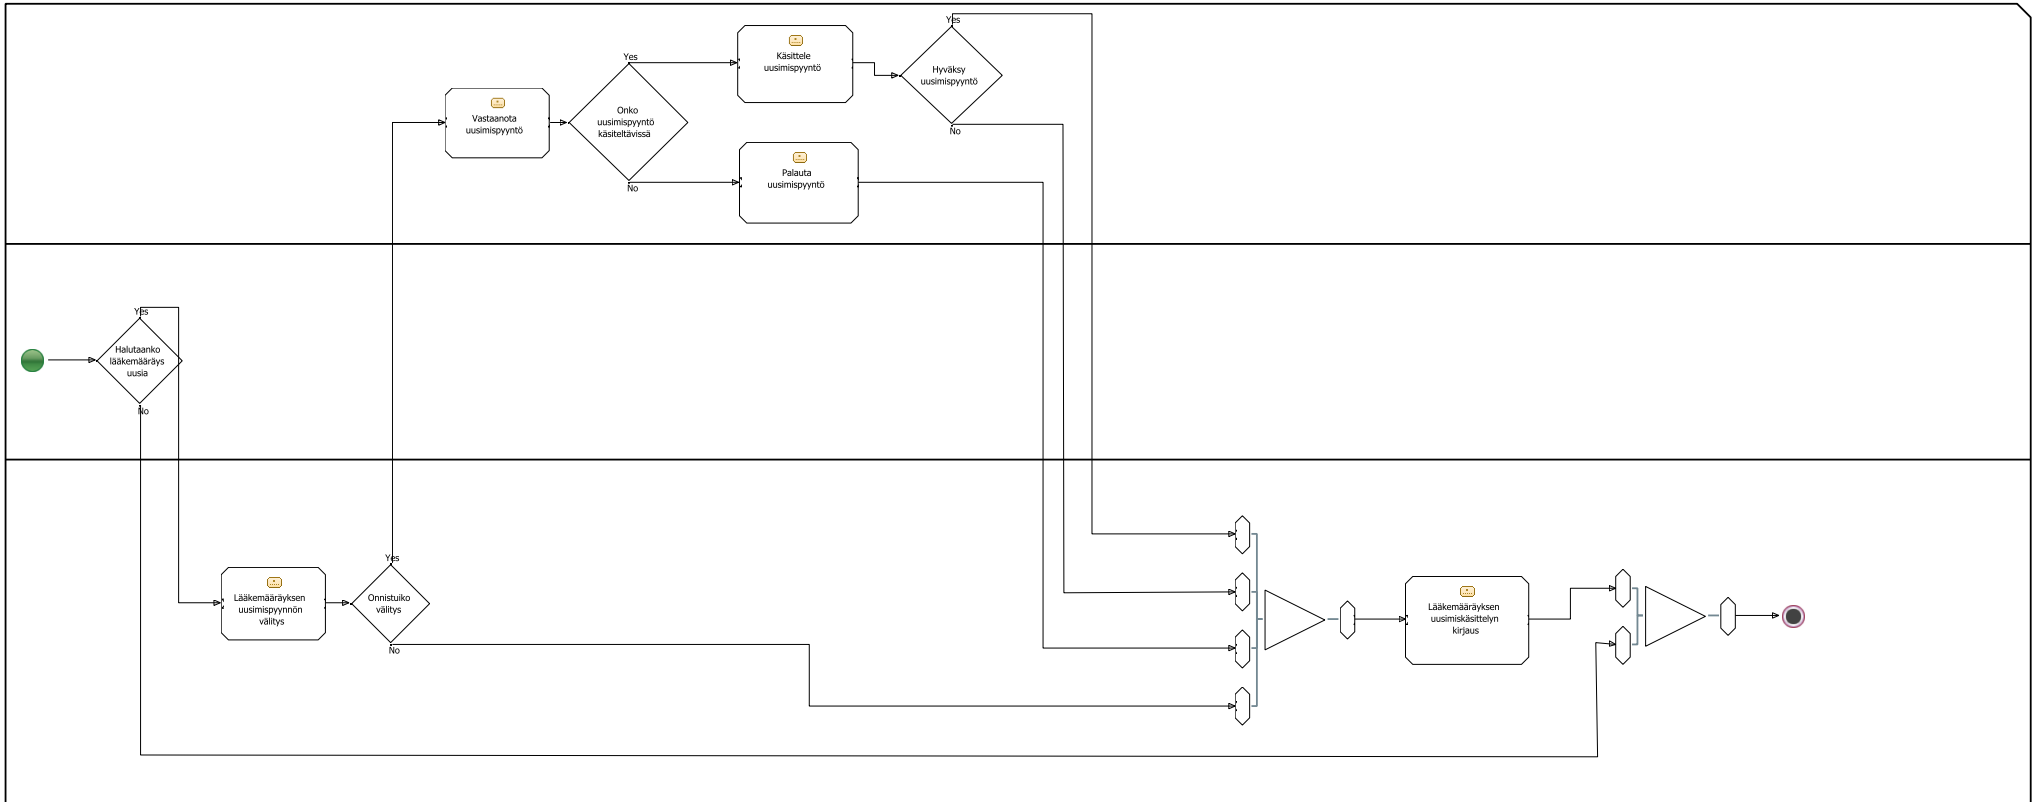 Yes
Käsittele
uusimispyyntö
Hyväksy
uusimispyyntö
No
Yes
Vastaanota
uusimispyyntö
Onko
uusimispyyntö
käsiteltävissä
No
Palauta
uusimispyyntö
Yes
Halutaanko
lääkemääräys
uusia
No
Yes
Lääkemääräyksen
uusimispyynnön
välitys
Onnistuiko
välitys
No
Lääkemääräyksen
uusimiskäsittelyn
kirjaus